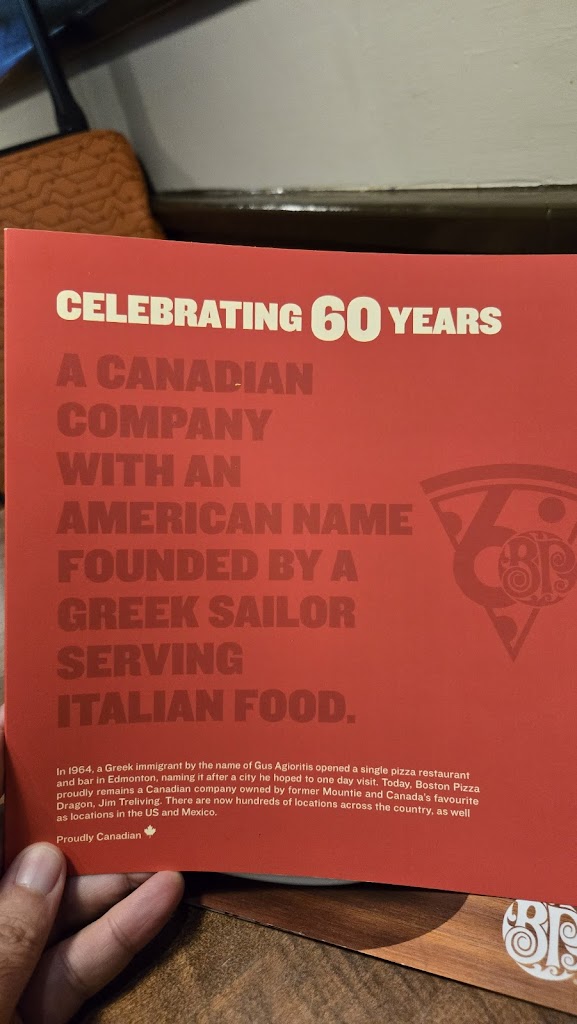 CELEBRATING 60 YEARS
A CANADIAN
COMPANY
WITH AN
AMERICAN NAME
FOUNDED BY A
GREEK SAILOR
SERVING
ITALIAN FOOD.
60
BP
In 1964, a Greek immigrant by the name of Gus Agioritis opened a single pizza restaurant
and bar in Edmonton, naming it after a city he hoped to one day visit. Today, Boston Pizza
proudly remains a Canadian company owned by former Mountie and Canada's favourite
Dragon, Jim Treliving. There are now hundreds of locations across the country, as well
as locations in the US and Mexico.
Proudly Canadian
BP